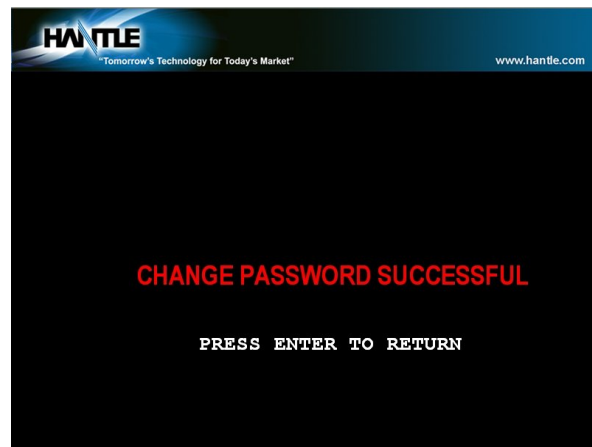 HANTLE
"Tomorrow's Technology for Today's Market"
www.hantle.com
CHANGE PASSWORD SUCCESSFUL
PRESS ENTER TO RETURN